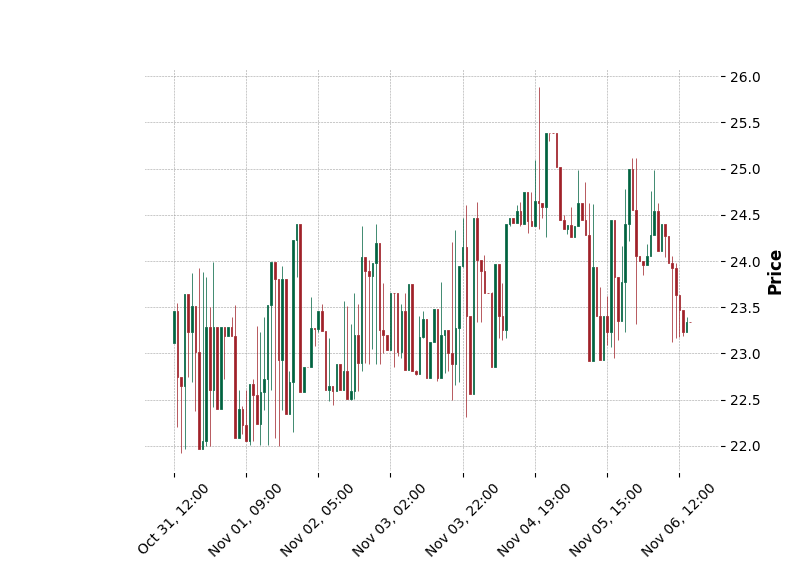 26.0
25.5
25.0
24.5
24.0
23.5
23.0
22.5
22.0
Price
Oct 31, 12:00
Nov 01, 09:00
Nov 02, 05:00
Nov 03, 02:00
Nov 03, 22:00
Nov 04, 19:00
Nov 05, 15:00
Nov 06, 12:00